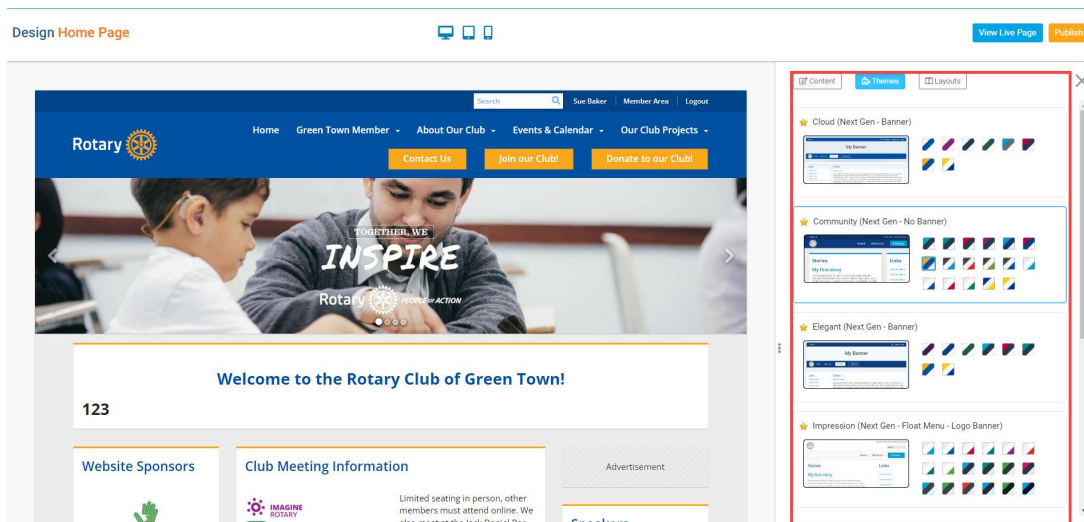 Design Home Page
View Live Page
Publish
Search
Sue Baker
Member Area
Logout
Rotary
Home
Green Town Member
About Our Club
Events & Calendar
Our Club Projects
Contact Us
Join our Club!
Donate to our Club!
TOGETHER, WE
INSPIRE
Rotary
PEOPLE OF ACTION
Welcome to the Rotary Club of Green Town!
123
Website Sponsors
Club Meeting Information
IMAGINE
ROTARY
Limited seating in person, other
members must attend online. We
Advertisement
Speakers
Content
Themes
Layouts
Cloud (Next Gen - Banner)
My Banner
Community (Next Gen - No Banner)
Stories
My first story
Links
Elegant (Next Gen - Banner)
My Banner
Impression (Next Gen - Float Menu - Logo Banner)
Stories
My first story
Links